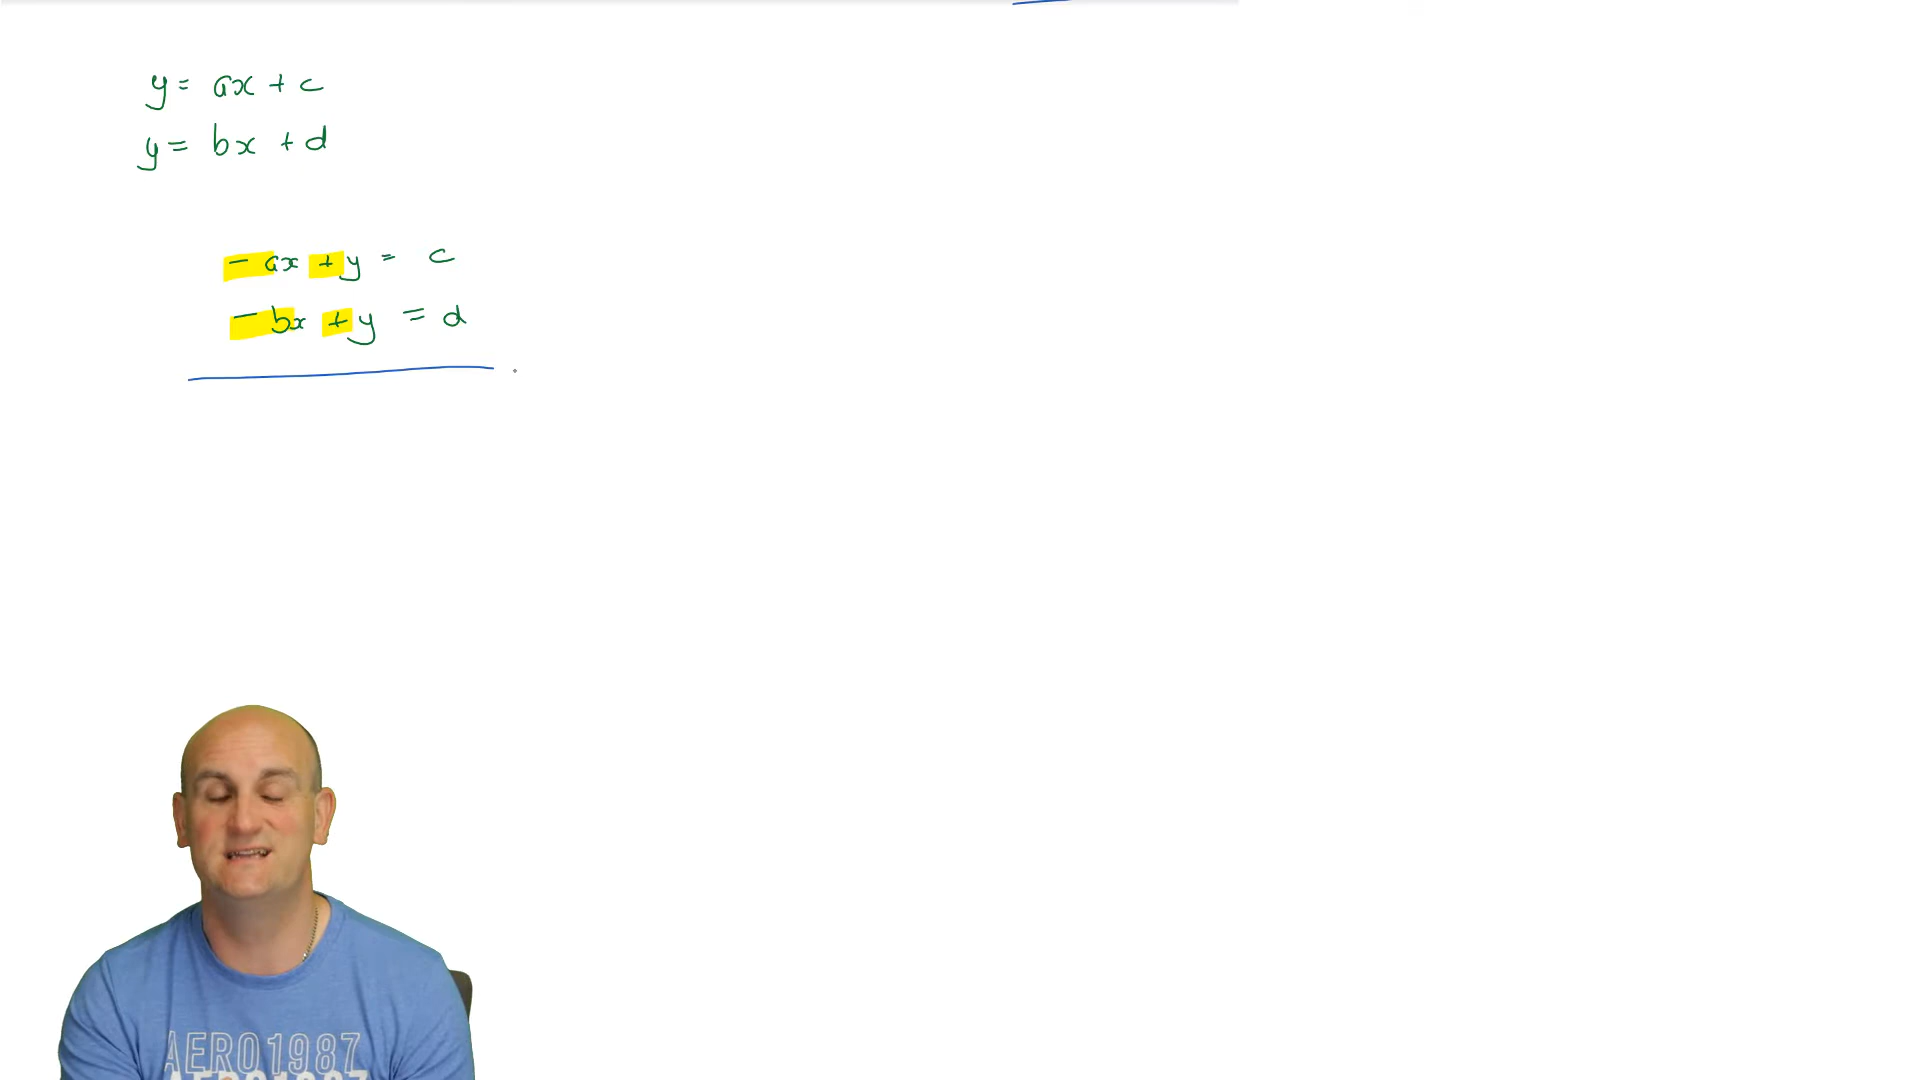 y = ax + c
y = bx + d
- ax + y = c
- bx + y = d
AERO1987